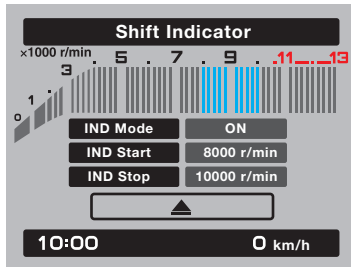 Shift Indicator
×1000 r/min
0 1 3 . 5 . 7 . 9 . 11 . 13
IND Mode ON
IND Start 8000 r/min
IND Stop 10000 r/min
10:00 0 km/h